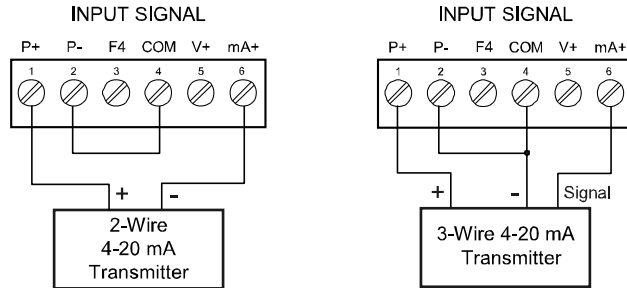 INPUT SIGNAL
P+ P- F4 COM V+ mA+
1 2 3 4 5 6
+ -
2-Wire
4-20 mA
Transmitter
INPUT SIGNAL
P+ P- F4 COM V+ mA+
1 2 3 4 5 6
+ - Signal
3-Wire 4-20 mA
Transmitter